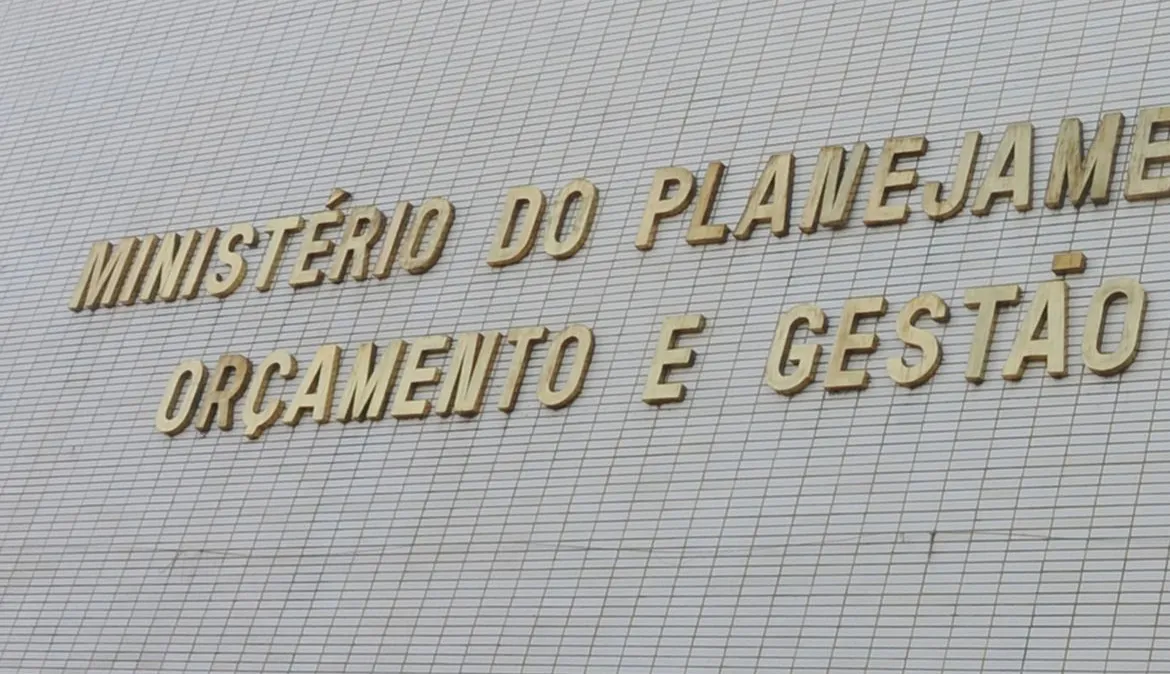 MINISTÉRIO DO PLANEJAME
ORÇAMENTO E GESTÃO